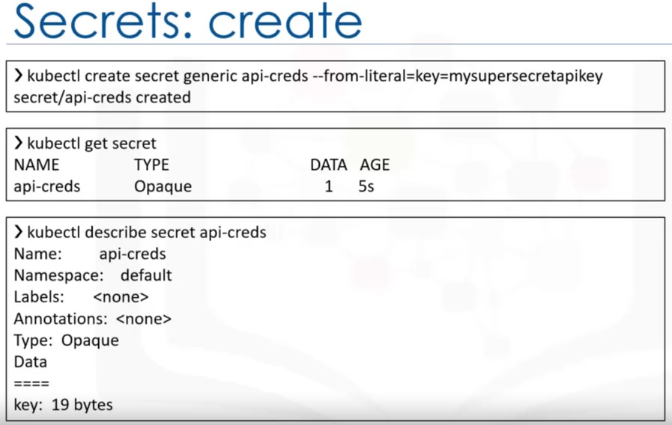 Secrets: create
❯ kubectl create secret generic api-creds --from-literal=key=mysupersecretapikey
secret/api-creds created
❯ kubectl get secret
NAME TYPE DATA AGE
api-creds Opaque 1 5s
❯ kubectl describe secret api-creds
Name: api-creds
Namespace: default
Labels: <none>
Annotations: <none>
Type: Opaque
Data
====
key: 19 bytes